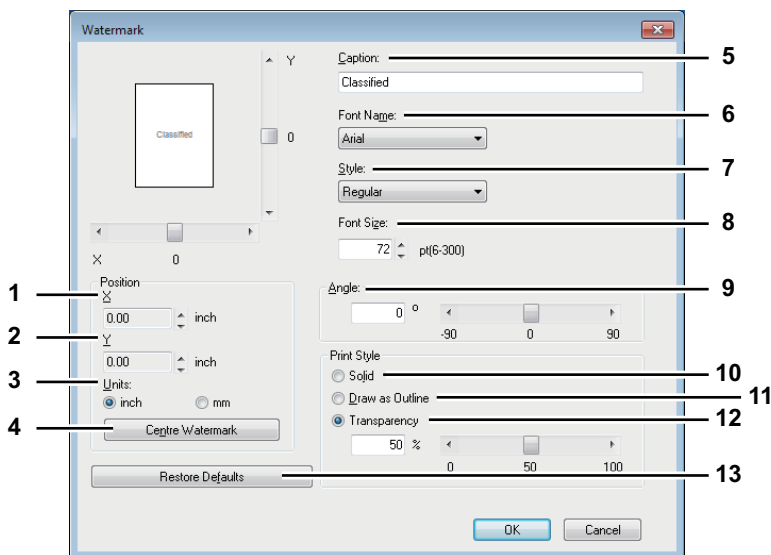 Watermark
Y
Classified
0
X 0
Caption: 5
Classified
Font Name: 6
Arial
Style: 7
Regular
Font Size: 8
72 pt(6-300)
Position
1 X
0.00 inch
2 Y
0.00 inch
3 Units:
inch mm
4 Centre Watermark
Angle: 9
0 °
-90 0 90
Print Style
Solid 10
Draw as Outline 11
Transparency 12
50 %
0 50 100
Restore Defaults 13
OK Cancel